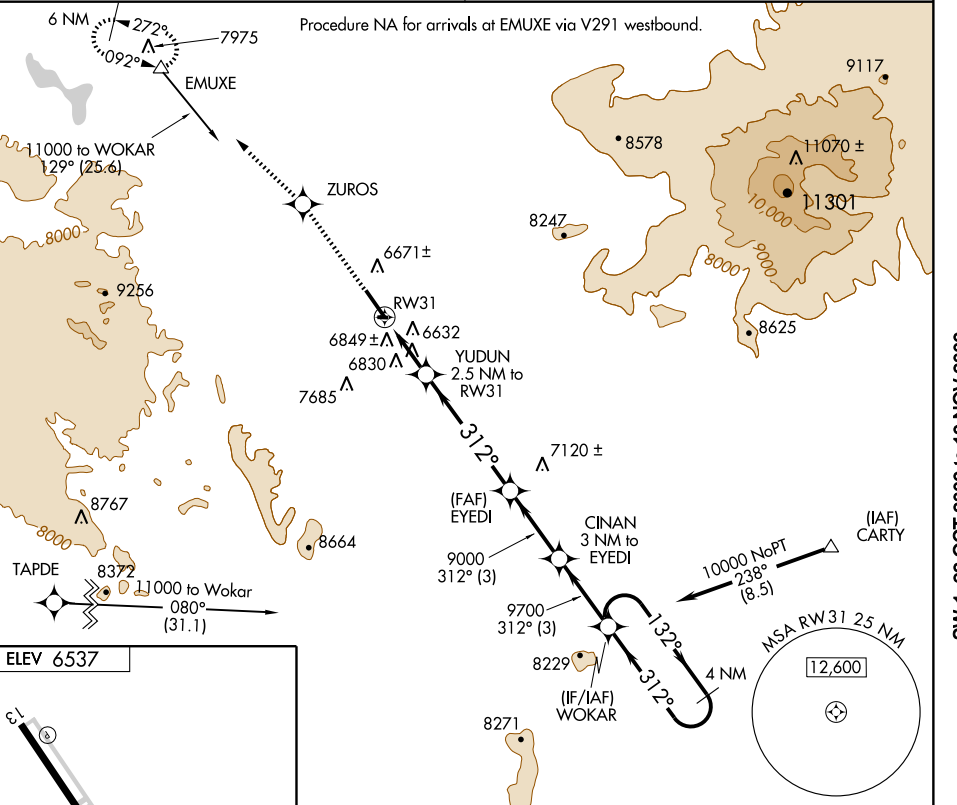 Procedure NA for arrivals at EMUXE via V291 westbound.
6 NM
272°
7975
092°
EMUXE
9117
8578
11070 ±
11000 to WOKAR
129° (25.6)
ZUROS
11301
10,000
8247
8000
9000
8000
6671±
9256
RW31
6849±
6632
8625
6830
YUDUN
2.5 NM to
RW31
7685
312°
7120 ±
(FAF)
EYEDI
8767
(IAF)
CARTY
CINAN
3 NM to
EYEDI
8000
8664
9000
312° (3)
10000 NoPT
238°
(8.5)
TAPDE
8372
11000 to Wokar
080°
(31.1)
9700
312° (3)
132°
MSA RW31 25 NM
12,600
ELEV 6537
8229
312°
4 NM
(IF/IAF)
WOKAR
13
P
8271